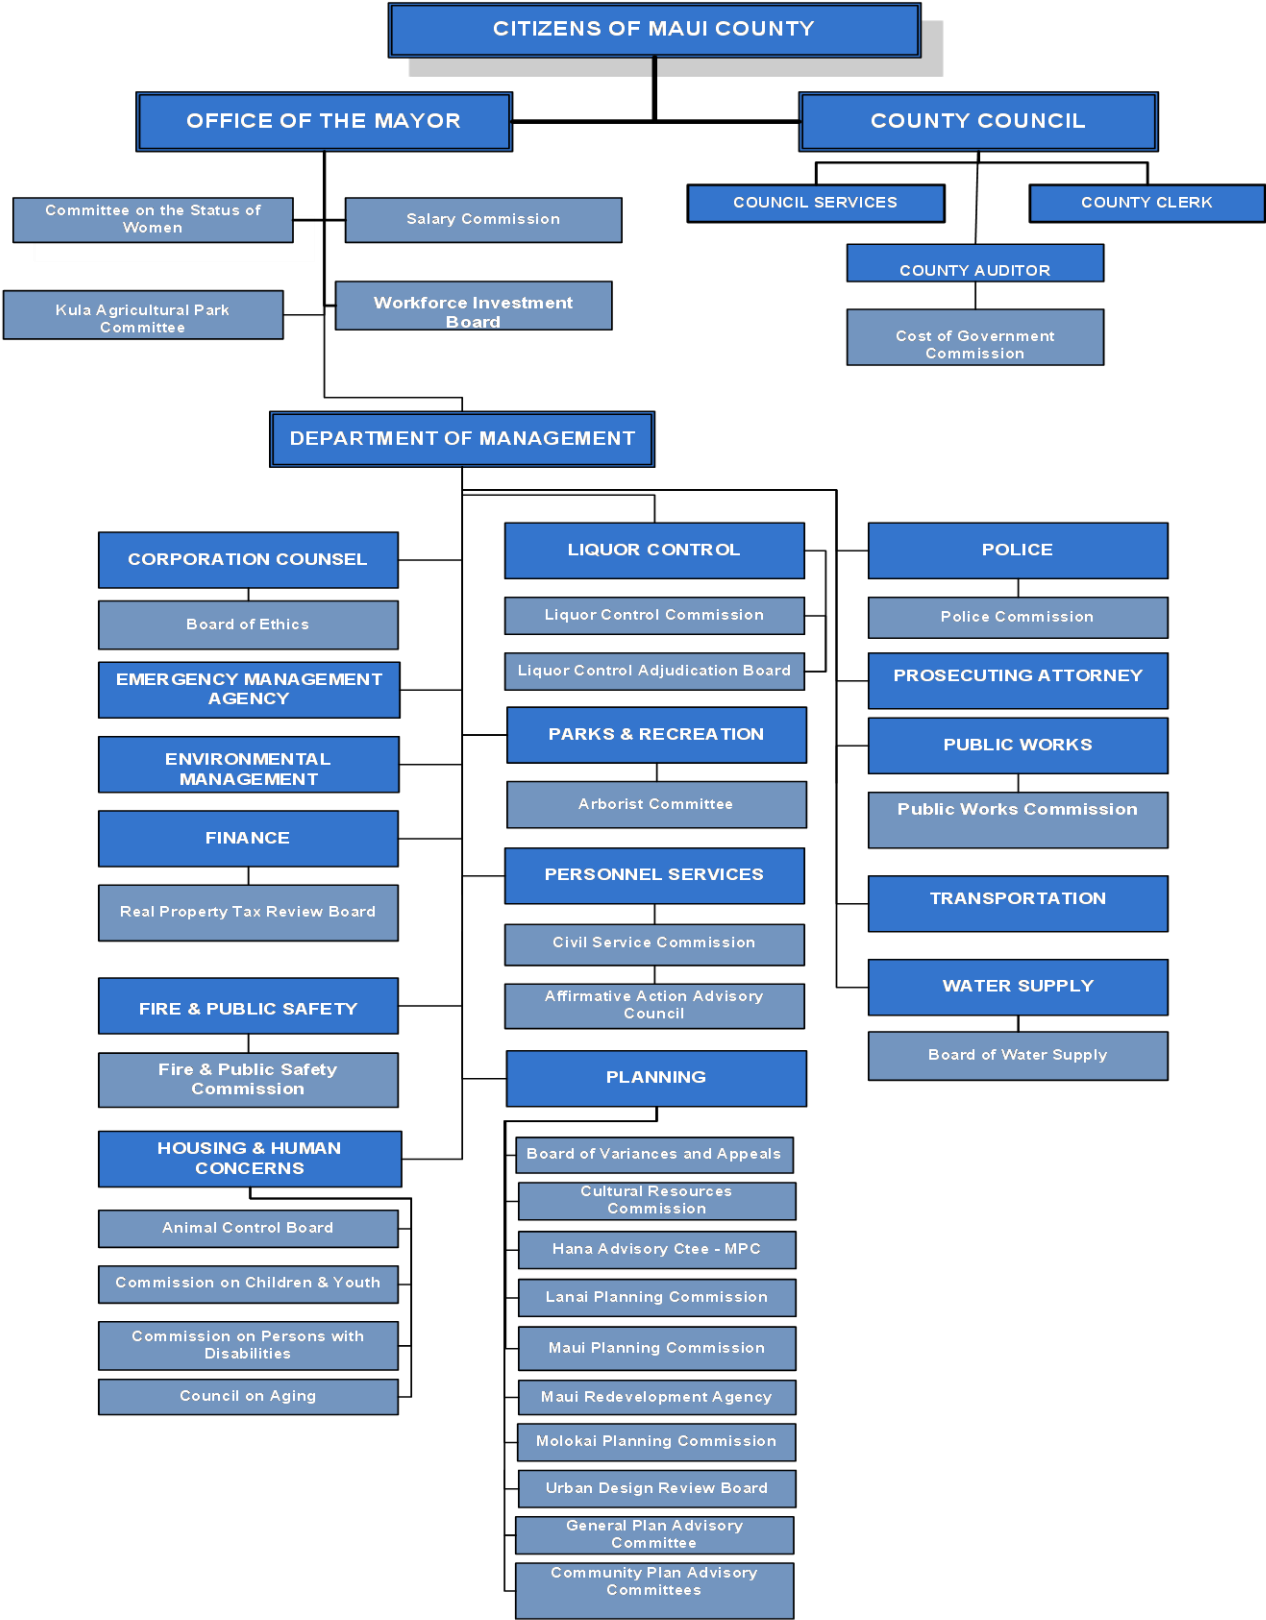 CITIZENS OF MAUI COUNTY
OFFICE OF THE MAYOR
COUNTY COUNCIL
COUNCIL SERVICES
COUNTY CLERK
Committee on the Status of
Women
Salary Commission
COUNTY AUDITOR
Kula Agricultural Park
Committee
Workforce Investment
Board
Cost of Government
Commission
DEPARTMENT OF MANAGEMENT
CORPORATION COUNSEL
Board of Ethics
EMERGENCY MANAGEMENT
AGENCY
ENVIRONMENTAL
MANAGEMENT
FINANCE
Real Property Tax Review Board
FIRE & PUBLIC SAFETY
Fire & Public Safety
Commission
HOUSING & HUMAN
CONCERNS
Animal Control Board
Commission on Children & Youth
Commission on Persons with
Disabilities
Council on Aging
LIQUOR CONTROL
Liquor Control Commission
Liquor Control Adjudication Board
PARKS & RECREATION
Arborist Committee
PERSONNEL SERVICES
Civil Service Commission
Affirmative Action Advisory
Council
PLANNING
Board of Variances and Appeals
Cultural Resources
Commission
Hana Advisory Ctee - MPC
Lanai Planning Commission
Maui Planning Commission
Maui Redevelopment Agency
Molokai Planning Commission
Urban Design Review Board
General Plan Advisory
Committee
Community Plan Advisory
Committees
POLICE
Police Commission
PROSECUTING ATTORNEY
PUBLIC WORKS
Public Works Commission
TRANSPORTATION
WATER SUPPLY
Board of Water Supply